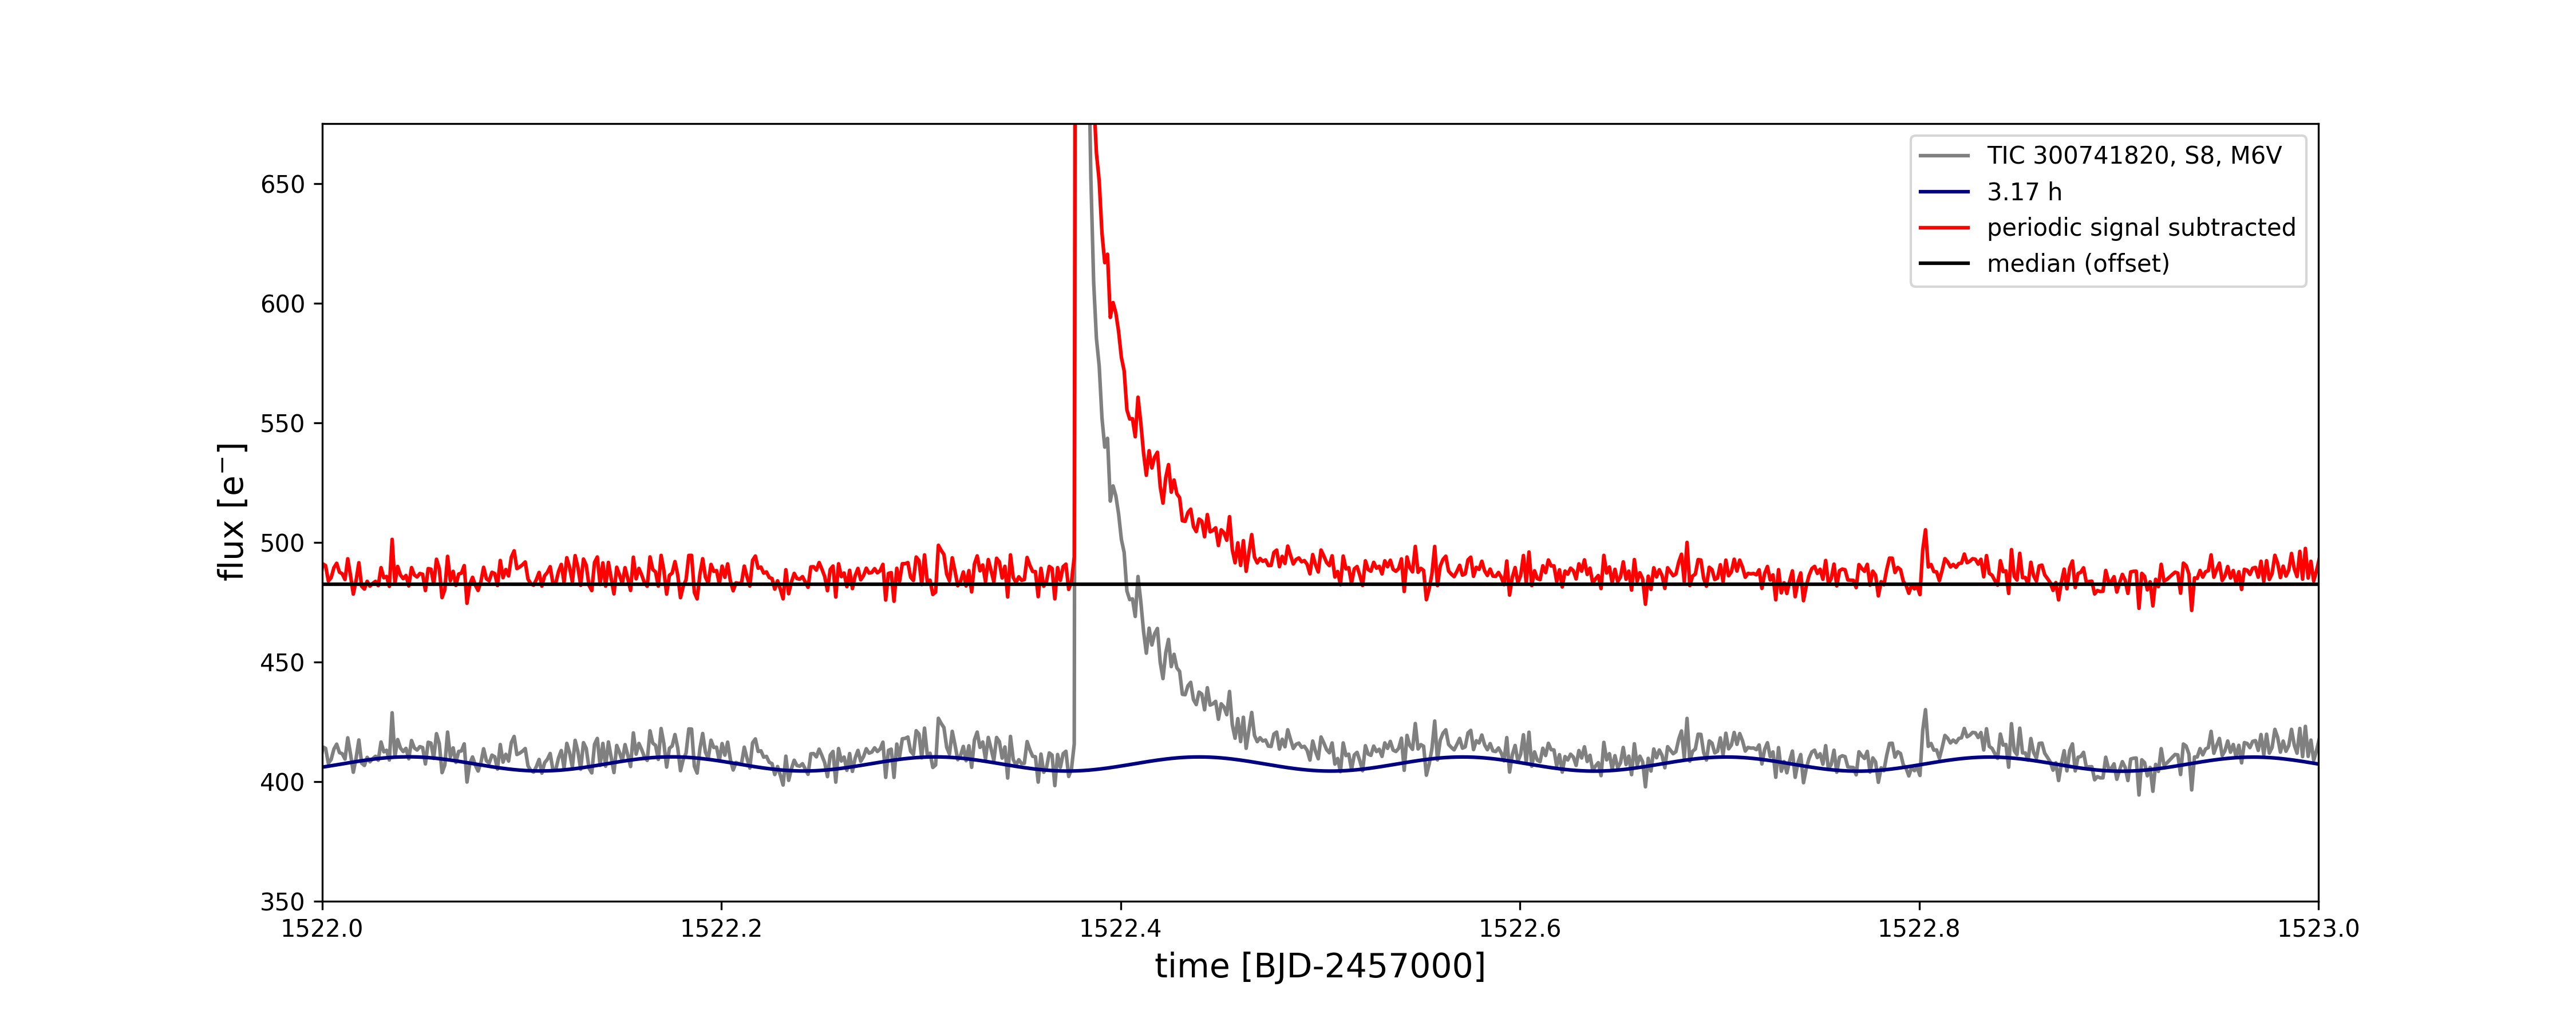 TIC 300741820, S8, M6V
3.17 h
periodic signal subtracted
median (offset)
flux [e⁻]
650
600
550
500
450
400
350
1522.0 1522.2 1522.4 1522.6 1522.8 1523.0
time [BJD-2457000]